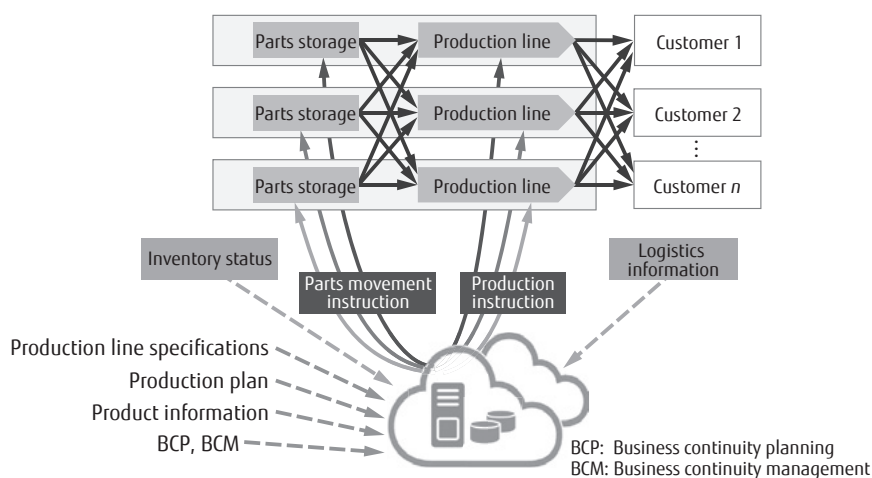 Parts storage
Production line
Customer 1
Parts storage
Production line
Customer 2
⋮
Parts storage
Production line
Customer n
Inventory status
Logistics
information
Parts movement
instruction
Production
instruction
Production line specifications
Production plan
Product information
BCP, BCM
BCP: Business continuity planning
BCM: Business continuity management